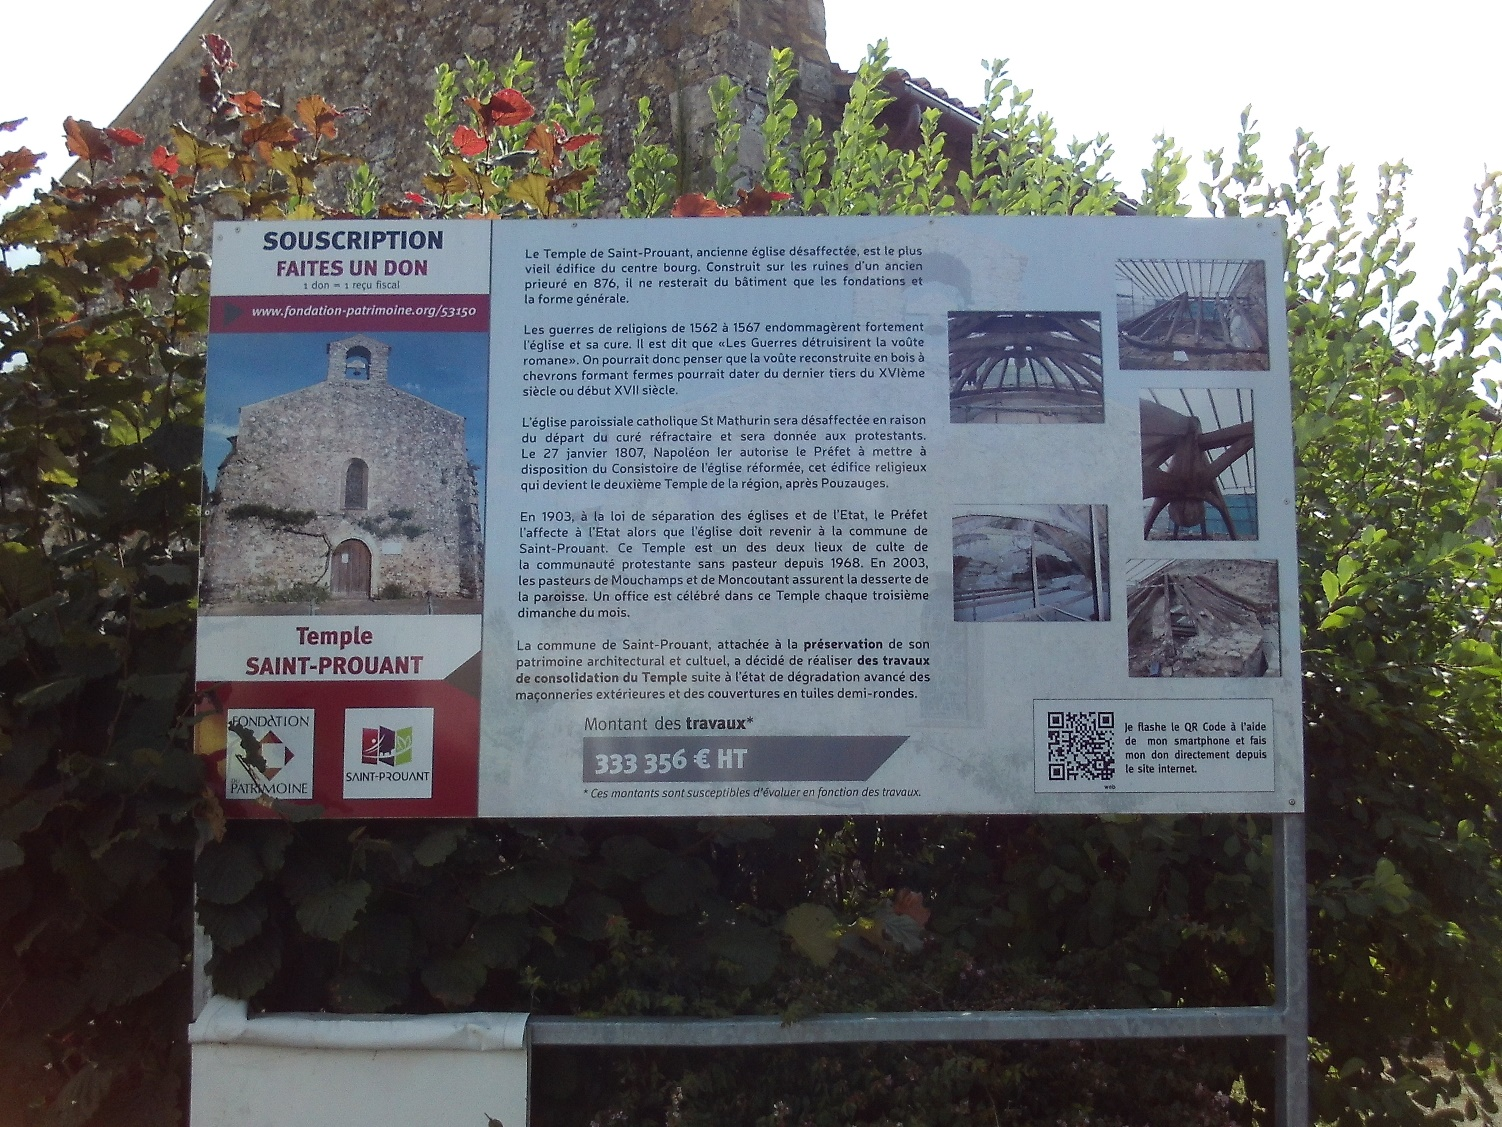 SOUSCRIPTION
FAITES UN DON
1 don = 1 reçu fiscal
www.fondation-patrimoine.org/53150
Temple
SAINT-PROUANT
FONDATION
DU
PATRIMOINE
SAINT-PROUANT
Le Temple de Saint-Prouant, ancienne église désaffectée, est le plus
vieil édifice du centre bourg. Construit sur les ruines d'un ancien
prieuré en 876, il ne resterait du bâtiment que les fondations et
la forme générale.
Les guerres de religions de 1562 à 1567 endommagèrent fortement
l'église et sa cure. Il est dit que «Les Guerres détruisirent la voûte
romane». On pourrait donc penser que la voûte reconstruite en bois à
chevrons formant fermes pourrait dater du dernier tiers du XVIème
siècle ou début XVII siècle.
L'église paroissiale catholique St Mathurin sera désaffectée en raison
du départ du curé réfractaire et sera donnée aux protestants.
Le 27 janvier 1807, Napoléon Ier autorise le Préfet à mettre à
disposition du Consistoire de l'église réformée, cet édifice religieux
qui devient le deuxième Temple de la région, après Pouzauges.
En 1903, à la loi de séparation des églises et de l'Etat, le Préfet
l'affecte à l'Etat alors que l'église doit revenir à la commune de
Saint-Prouant. Ce Temple est un des deux lieux de culte de
la communauté protestante sans pasteur depuis 1968. En 2003,
les pasteurs de Mouchamps et de Moncoutant assurent la desserte de
la paroisse. Un office est célébré dans ce Temple chaque troisième
dimanche du mois.
La commune de Saint-Prouant, attachée à la préservation de son
patrimoine architectural et cultuel, a décidé de réaliser des travaux
de consolidation du Temple suite à l'état de dégradation avancé des
maçonneries extérieures et des couvertures en tuiles demi-rondes.
Montant des travaux*
333 356 € HT
* Ces montants sont susceptibles d'évoluer en fonction des travaux.
Je flashe le QR Code à l'aide
de mon smartphone et fais
mon don directement depuis
le site internet.
web